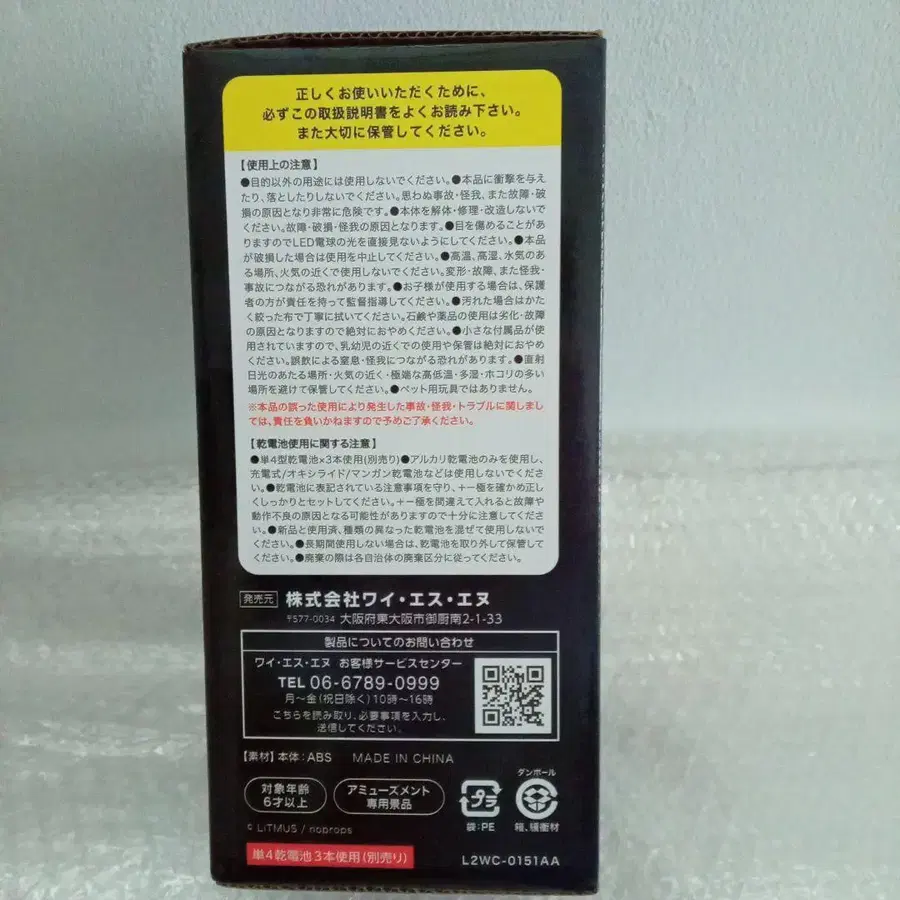 正しくお使いいただくために、
必ずこの取扱説明書をよくお読み下さい。
また大切に保管してください。
【使用上の注意】
●目的以外の用途には使用しないでください。●本品に衝撃を与え
たり、落としたりしないでください。思わぬ事故・怪我、また故障・破
損の原因となり非常に危険です。●本体を解体・修理・改造しないで
ください。故障・破損・怪我の原因となります。●目を傷めることがあ
りますのでLED電球の光を直接見ないようにしてください。●本品
が破損した場合は使用を中止してください。●高温、高湿、水気のあ
る場所、火気の近くで使用しないでください。変形・故障、また怪我・
事故につながる恐れがあります。●お子様が使用する場合は、保護
者の方が責任を持って監督指導してください。●汚れた場合はかた
く絞った布で丁寧に拭いてください。石鹸や薬品の使用は劣化・故障
の原因となりますので絶対におやめください。●小さな付属品が使
用されていますので、乳幼児の近くでの使用や保管は絶対におやめ
ください。誤飲による窒息・怪我につながる恐れがあります。●直射
日光のあたる場所・火気の近く・極端な高低温・多湿・ホコリの多い
場所を避けて保管してください。●ペット用玩具ではありません。
※本品の誤った使用により発生した事故・怪我・トラブルに関しまし
ては、責任を負いかねますので予めご了承ください。
【乾電池使用に関する注意】
●単4型乾電池×3本使用(別売り)●アルカリ乾電池のみを使用し、
充電式/オキシライド/マンガン乾電池などは使用しないでくださ
い。●乾電池に表記されている注意事項を守り、+-極を確かめ正し
くしっかりとセットしてください。+-極を間違えて入れると故障や
動作不良の原因となる可能性がありますので十分に注意してくださ
い。●新品と使用済、種類の異なった乾電池を混ぜて使用しないで
ください。●長期間使用しない場合は、乾電池を取り外して保管して
ください。●廃棄の際は各自治体の廃棄区分に従ってください。
発売元 株式会社ワイ・エス・エヌ
〒577-0034 大阪府東大阪市御厨南2-1-33
製品についてのお問い合わせ
ワイ・エス・エヌ お客様サービスセンター
TEL 06-6789-0999
月～金(祝日除く)10時～16時
こちらを読み取り、必要事項を入力し、
送信してください。
【素材】本体:ABS MADE IN CHINA
対象年齢
6才以上
アミューズメント
専用景品
プラ
袋:PE
ダンボール
箱、緩衝材
© LiTMUS / noprops
単4乾電池3本使用(別売り)
L2WC-0151AA